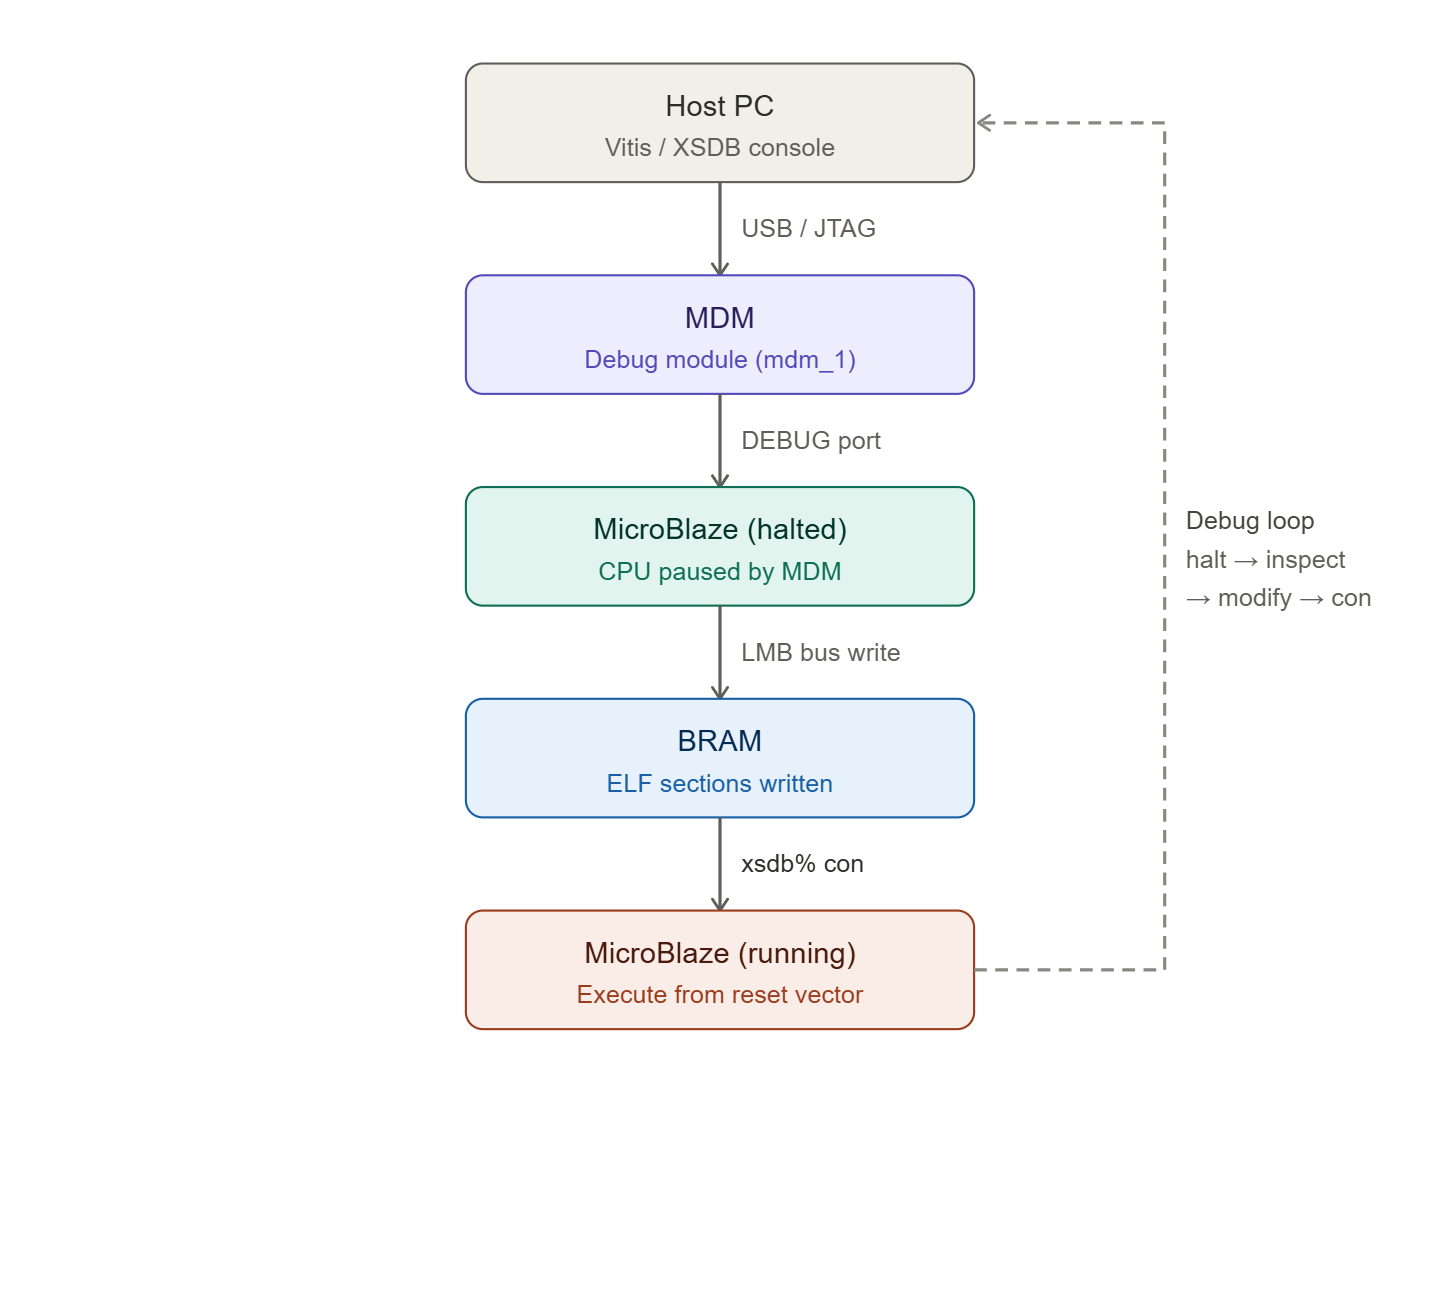 Host PC
Vitis / XSDB console
USB / JTAG
MDM
Debug module (mdm_1)
DEBUG port
MicroBlaze (halted)
CPU paused by MDM
Debug loop
halt → inspect
→ modify → con
LMB bus write
BRAM
ELF sections written
xsdb% con
MicroBlaze (running)
Execute from reset vector